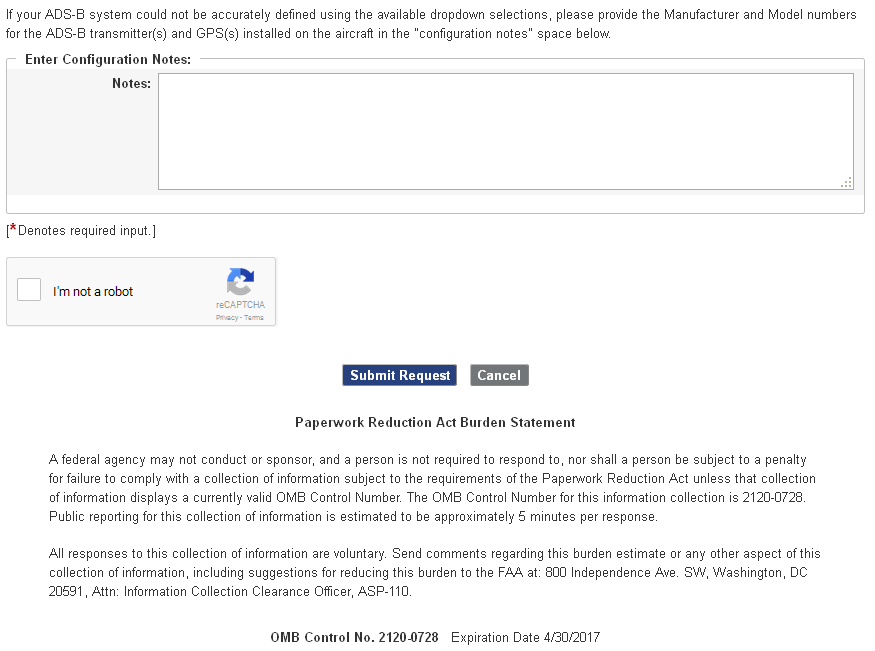 If your ADS-B system could not be accurately defined using the available dropdown selections, please provide the Manufacturer and Model numbers
for the ADS-B transmitter(s) and GPS(s) installed on the aircraft in the "configuration notes" space below.
Enter Configuration Notes:
Notes:
[*Denotes required input.]
I'm not a robot
reCAPTCHA
Privacy - Terms
Submit Request Cancel
Paperwork Reduction Act Burden Statement
A federal agency may not conduct or sponsor, and a person is not required to respond to, nor shall a person be subject to a penalty
for failure to comply with a collection of information subject to the requirements of the Paperwork Reduction Act unless that collection
of information displays a currently valid OMB Control Number. The OMB Control Number for this information collection is 2120-0728.
Public reporting for this collection of information is estimated to be approximately 5 minutes per response.
All responses to this collection of information are voluntary. Send comments regarding this burden estimate or any other aspect of this
collection of information, including suggestions for reducing this burden to the FAA at: 800 Independence Ave. SW, Washington, DC
20591, Attn: Information Collection Clearance Officer, ASP-110.
OMB Control No. 2120-0728 Expiration Date 4/30/2017